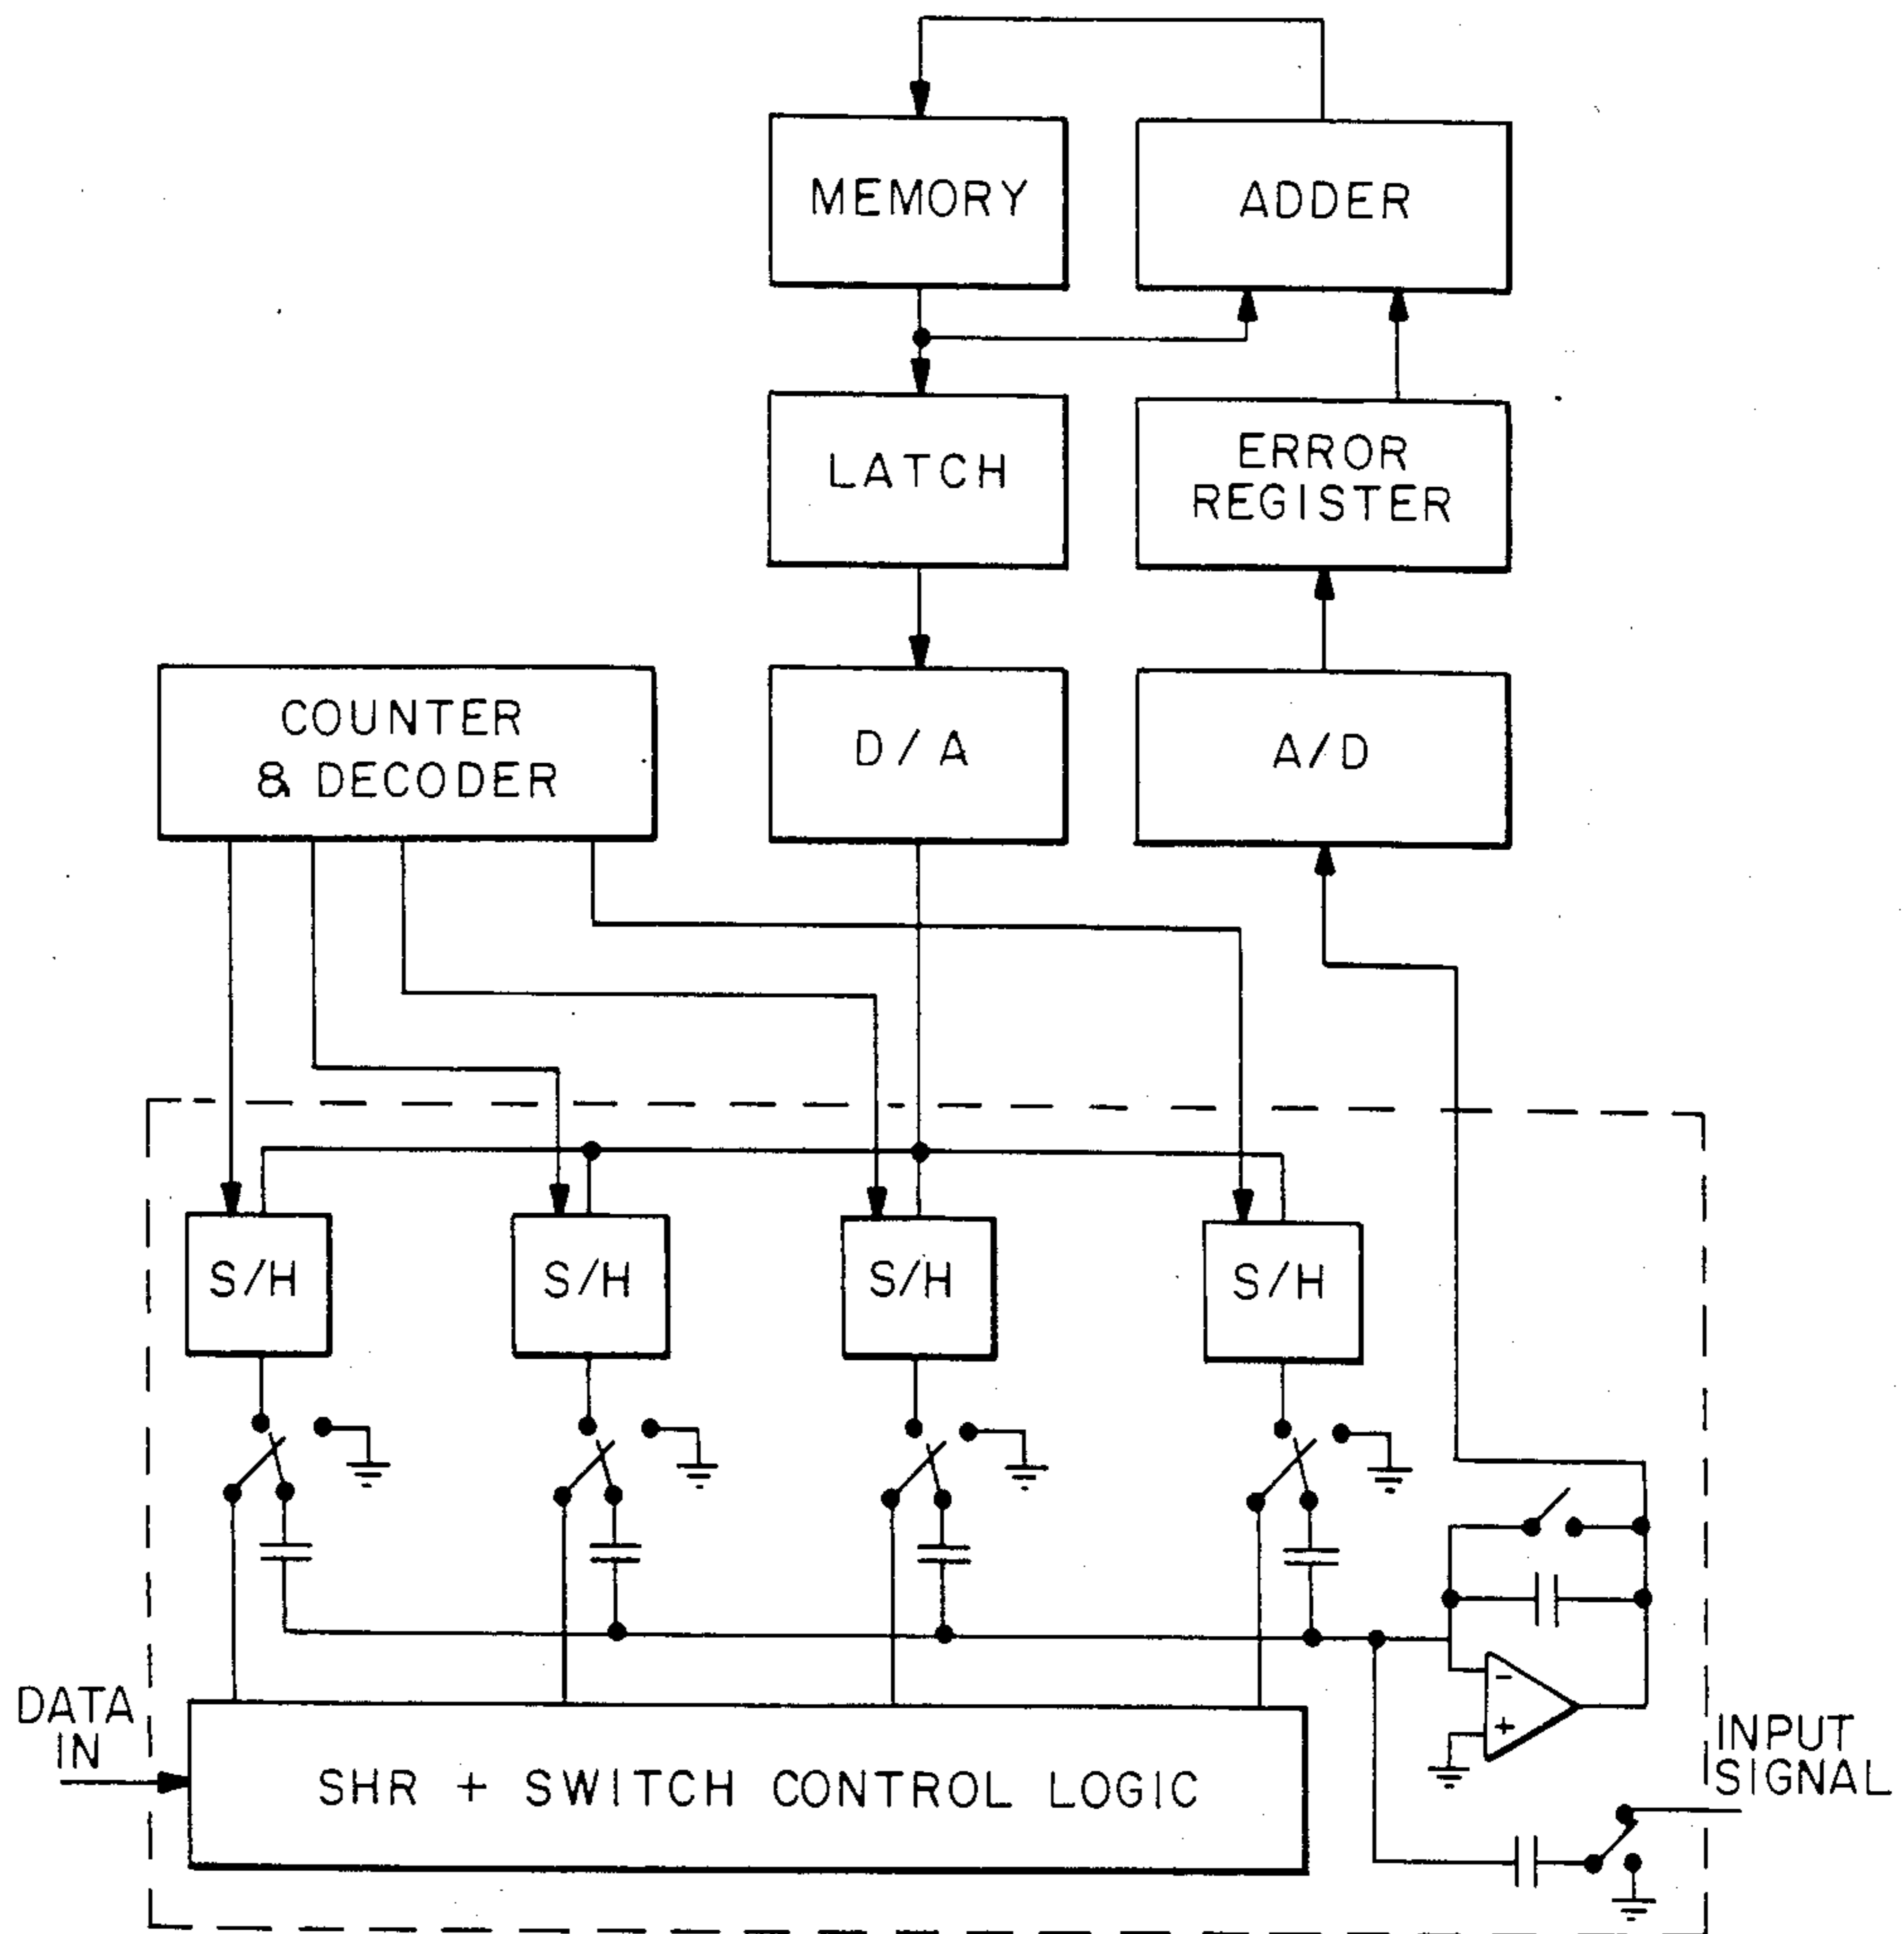 MEMORY
ADDER
LATCH
ERROR
REGISTER
COUNTER
& DECODER
D/A
A/D
S/H
S/H
S/H
S/H
-
+
DATA
IN
SHR + SWITCH CONTROL LOGIC
INPUT
SIGNAL